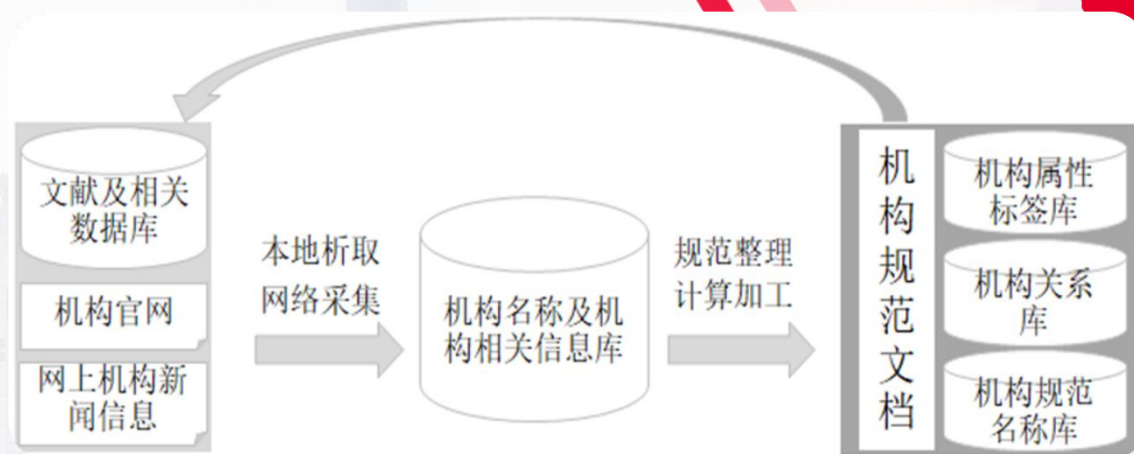 文献及相关
数据库
机构官网
网上机构新
闻信息
本地析取
网络采集
机构名称及机
构相关信息库
规范整理
计算加工
机构规范文档
机构属性
标签库
机构关系
库
机构规范
名称库